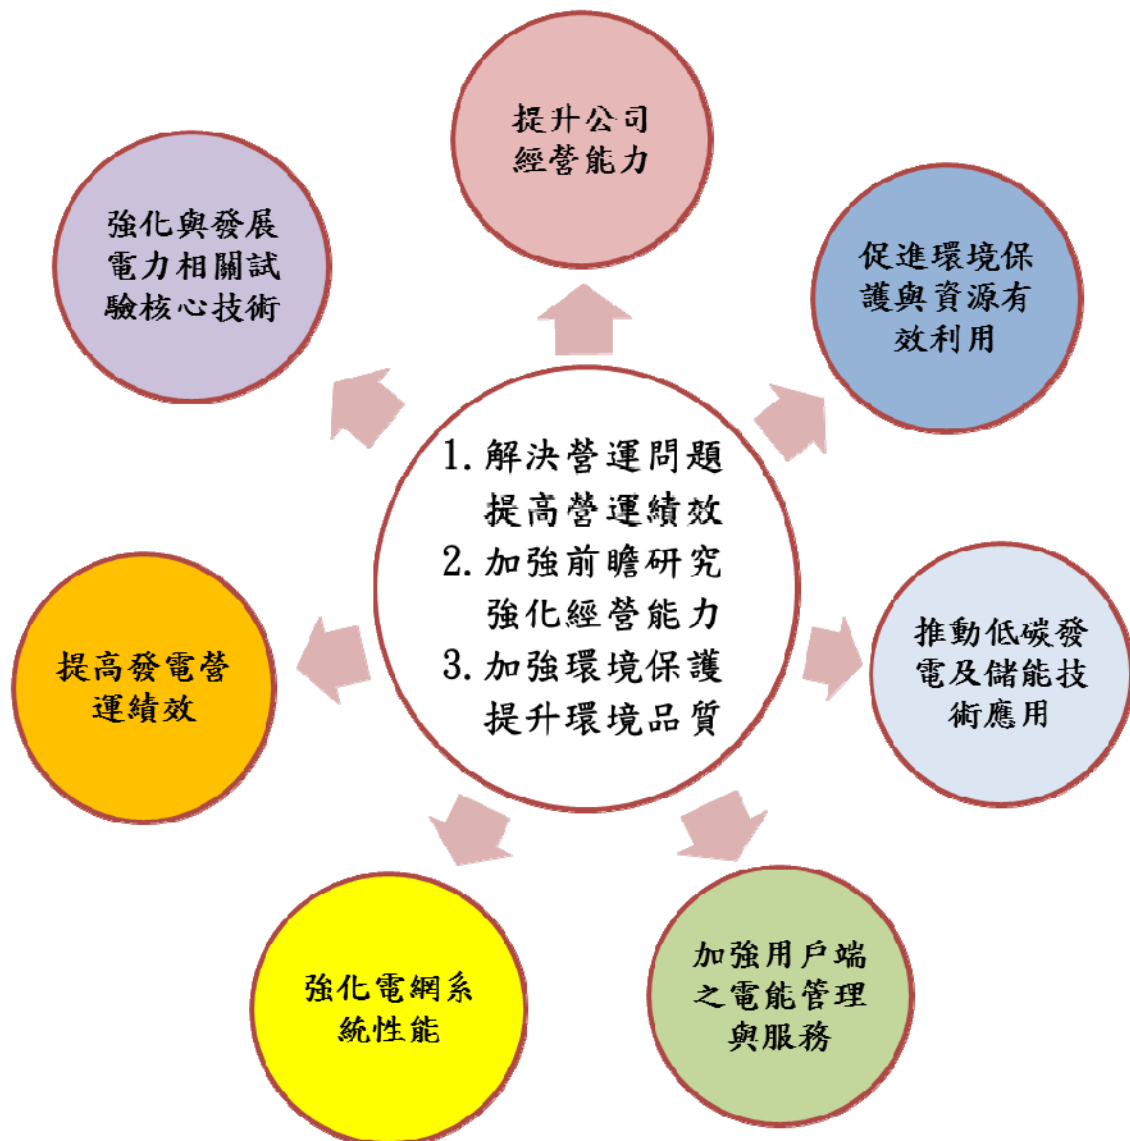 提升公司
經營能力
強化與發展
電力相關試
驗核心技術
促進環境保
護與資源有
效利用
1. 解決營運問題
提高營運績效
2. 加強前瞻研究
強化經營能力
3. 加強環境保護
提升環境品質
提高發電營
運績效
推動低碳發
電及儲能技
術應用
強化電網系
統性能
加強用戶端
之電能管理
與服務